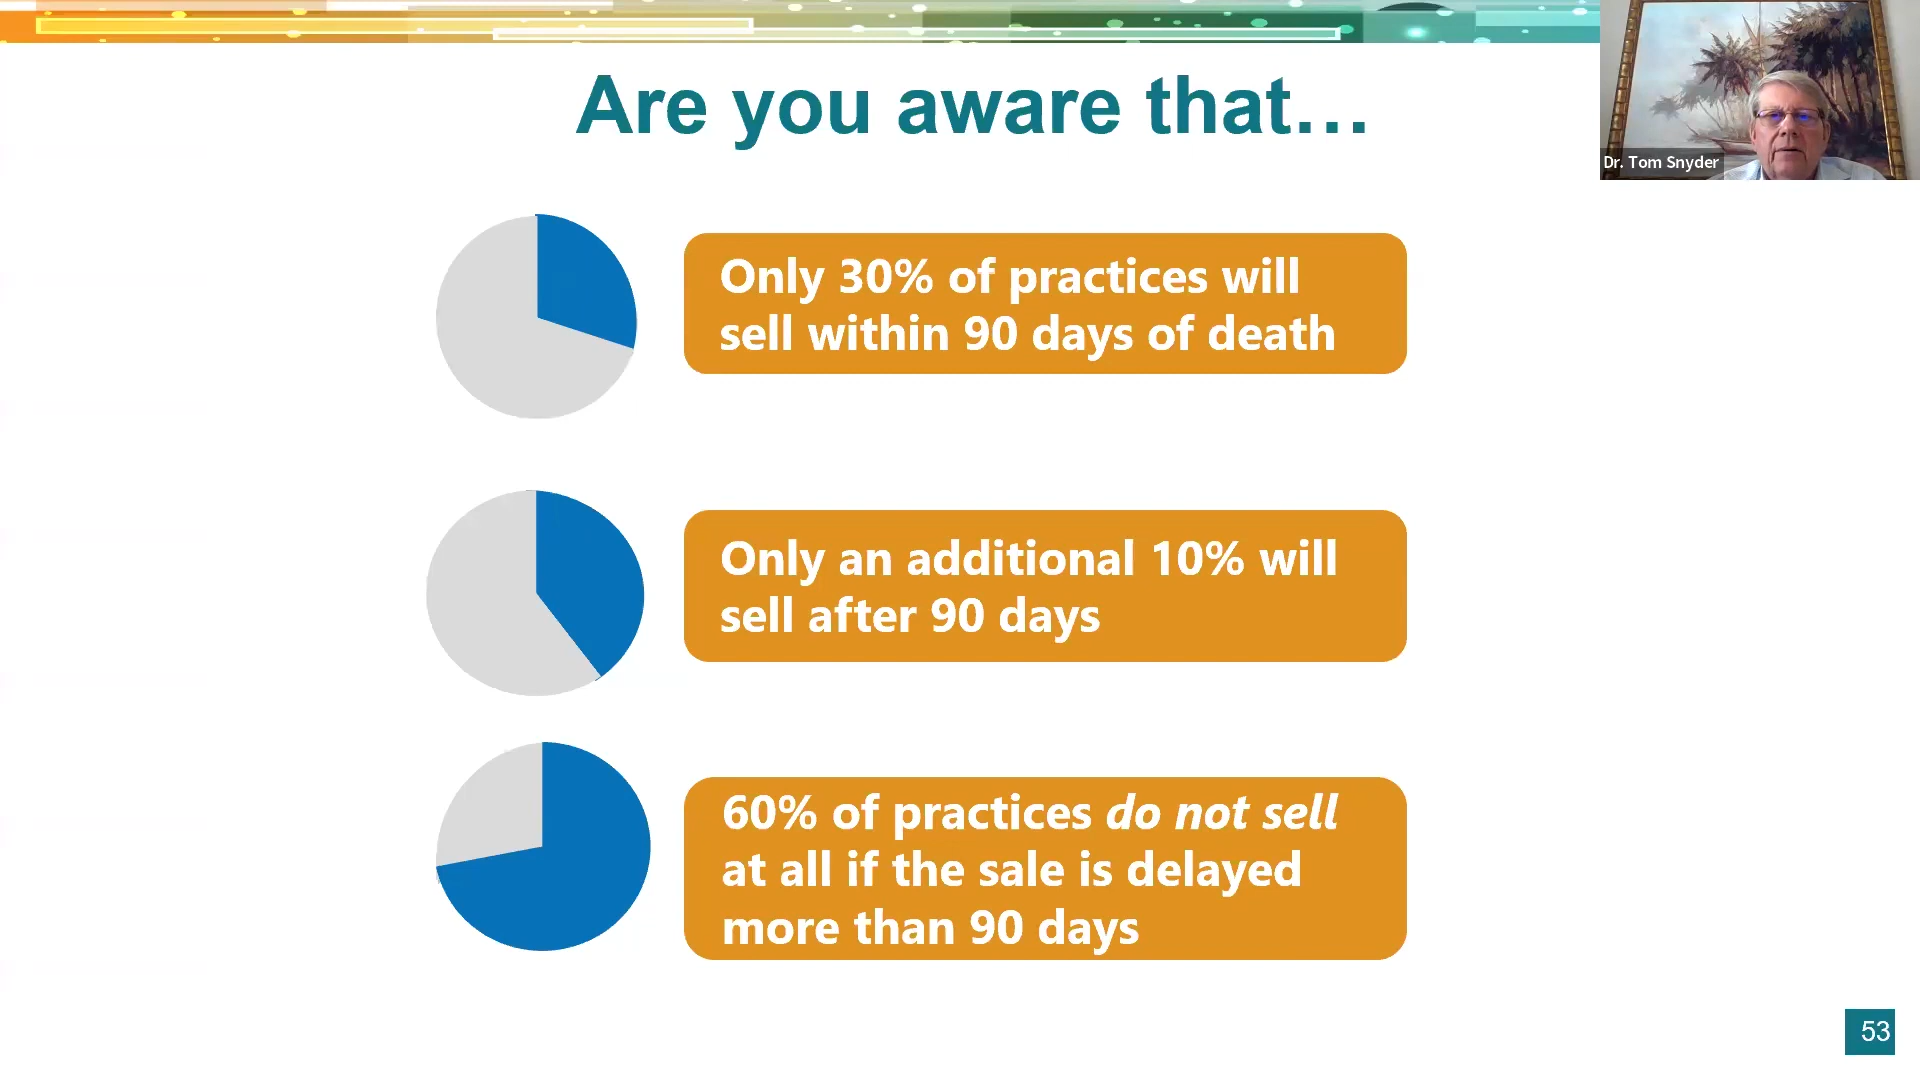 Are you aware that…
Dr. Tom Snyder
Only 30% of practices will
sell within 90 days of death
Only an additional 10% will
sell after 90 days
60% of practices do not sell
at all if the sale is delayed
more than 90 days
53